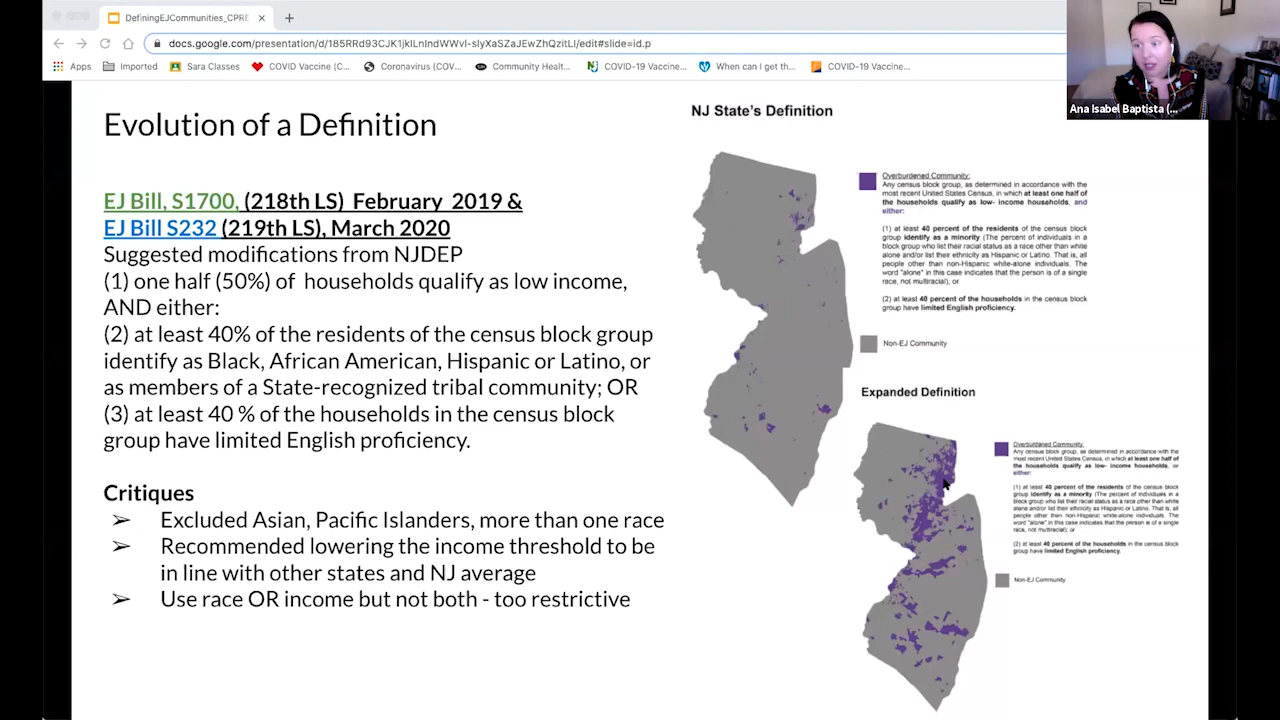 DefiningEJCommunities_CPRE
docs.google.com/presentation/d/185RRd93CJK1jkILnIndWWvI-slyXaSZaJEwZhQzitLI/edit#slide=id.p
Apps Imported Sara Classes COVID Vaccine (C... Coronavirus (COV... Community Healt... COVID-19 Vaccine... When can I get th... COVID-19 Vaccine...
Ana Isabel Baptista (...
Evolution of a Definition
EJ Bill, S1700, (218th LS) February 2019 &
EJ Bill S232 (219th LS), March 2020
Suggested modifications from NJDEP
(1) one half (50%) of households qualify as low income,
AND either:
(2) at least 40% of the residents of the census block
group identify as Black, African American, Hispanic or Latino, or
as members of a State-recognized tribal community; OR
(3) at least 40 % of the households in the census block
group have limited English proficiency.
Critiques
➢ Excluded Asian, Pacific Islanders, more than one race
➢ Recommended lowering the income threshold to be
in line with other states and NJ average
➢ Use race OR income but not both - too restrictive
NJ State's Definition
Overburdened Community:
Any census block group, as determined in accordance with the
most recent United States Census, in which at least one half of
the households qualify as low- income households, and
either:
(1) at least 40 percent of the residents of the census block
group identify as a minority (The percent of individuals in a
block group who list their racial status as a race other than white
alone and/or list their ethnicity as Hispanic or Latino. That is, all
people other than non-Hispanic white-alone individuals. The
word "alone" in this case indicates that the person is of a single
race, not multiracial); or
(2) at least 40 percent of the households in the census block
group have limited English proficiency.
Non-EJ Community
Expanded Definition
Overburdened Community:
Any census block group, as determined in accordance with the
most recent United States Census, in which at least one half of
the households qualify as low- income households, or
either:
(1) at least 40 percent of the residents of the census block
group identify as a minority (The percent of individuals in a
block group who list their racial status as a race other than white
alone and/or list their ethnicity as Hispanic or Latino. That is, all
people other than non-Hispanic white-alone individuals. The
word "alone" in this case indicates that the person is of a single
race, not multiracial); or
(2) at least 40 percent of the households in the census block
group have limited English proficiency.
Non-EJ Community